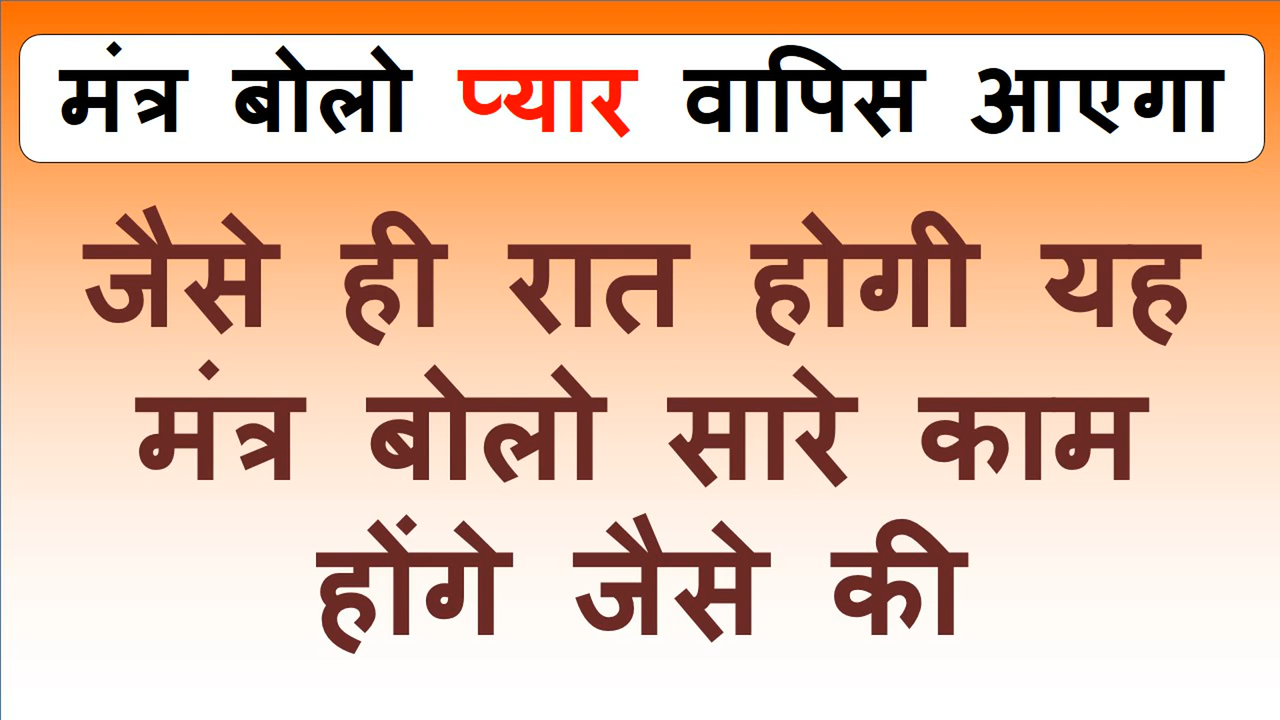 मंत्र बोलो प्यार वापिस आएगा
जैसे ही रात होगी यह
मंत्र बोलो सारे काम
होंगे जैसे की